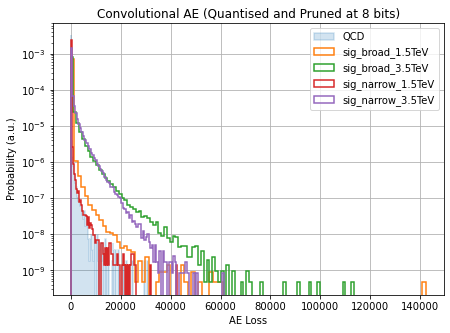 Convolutional AE (Quantised and Pruned at 8 bits)
QCD
sig_broad_1.5TeV
sig_broad_3.5TeV
sig_narrow_1.5TeV
sig_narrow_3.5TeV
Probability (a.u.)
10⁻³
10⁻⁴
10⁻⁵
10⁻⁶
10⁻⁷
10⁻⁸
10⁻⁹
0 20000 40000 60000 80000 100000 120000 140000
AE Loss